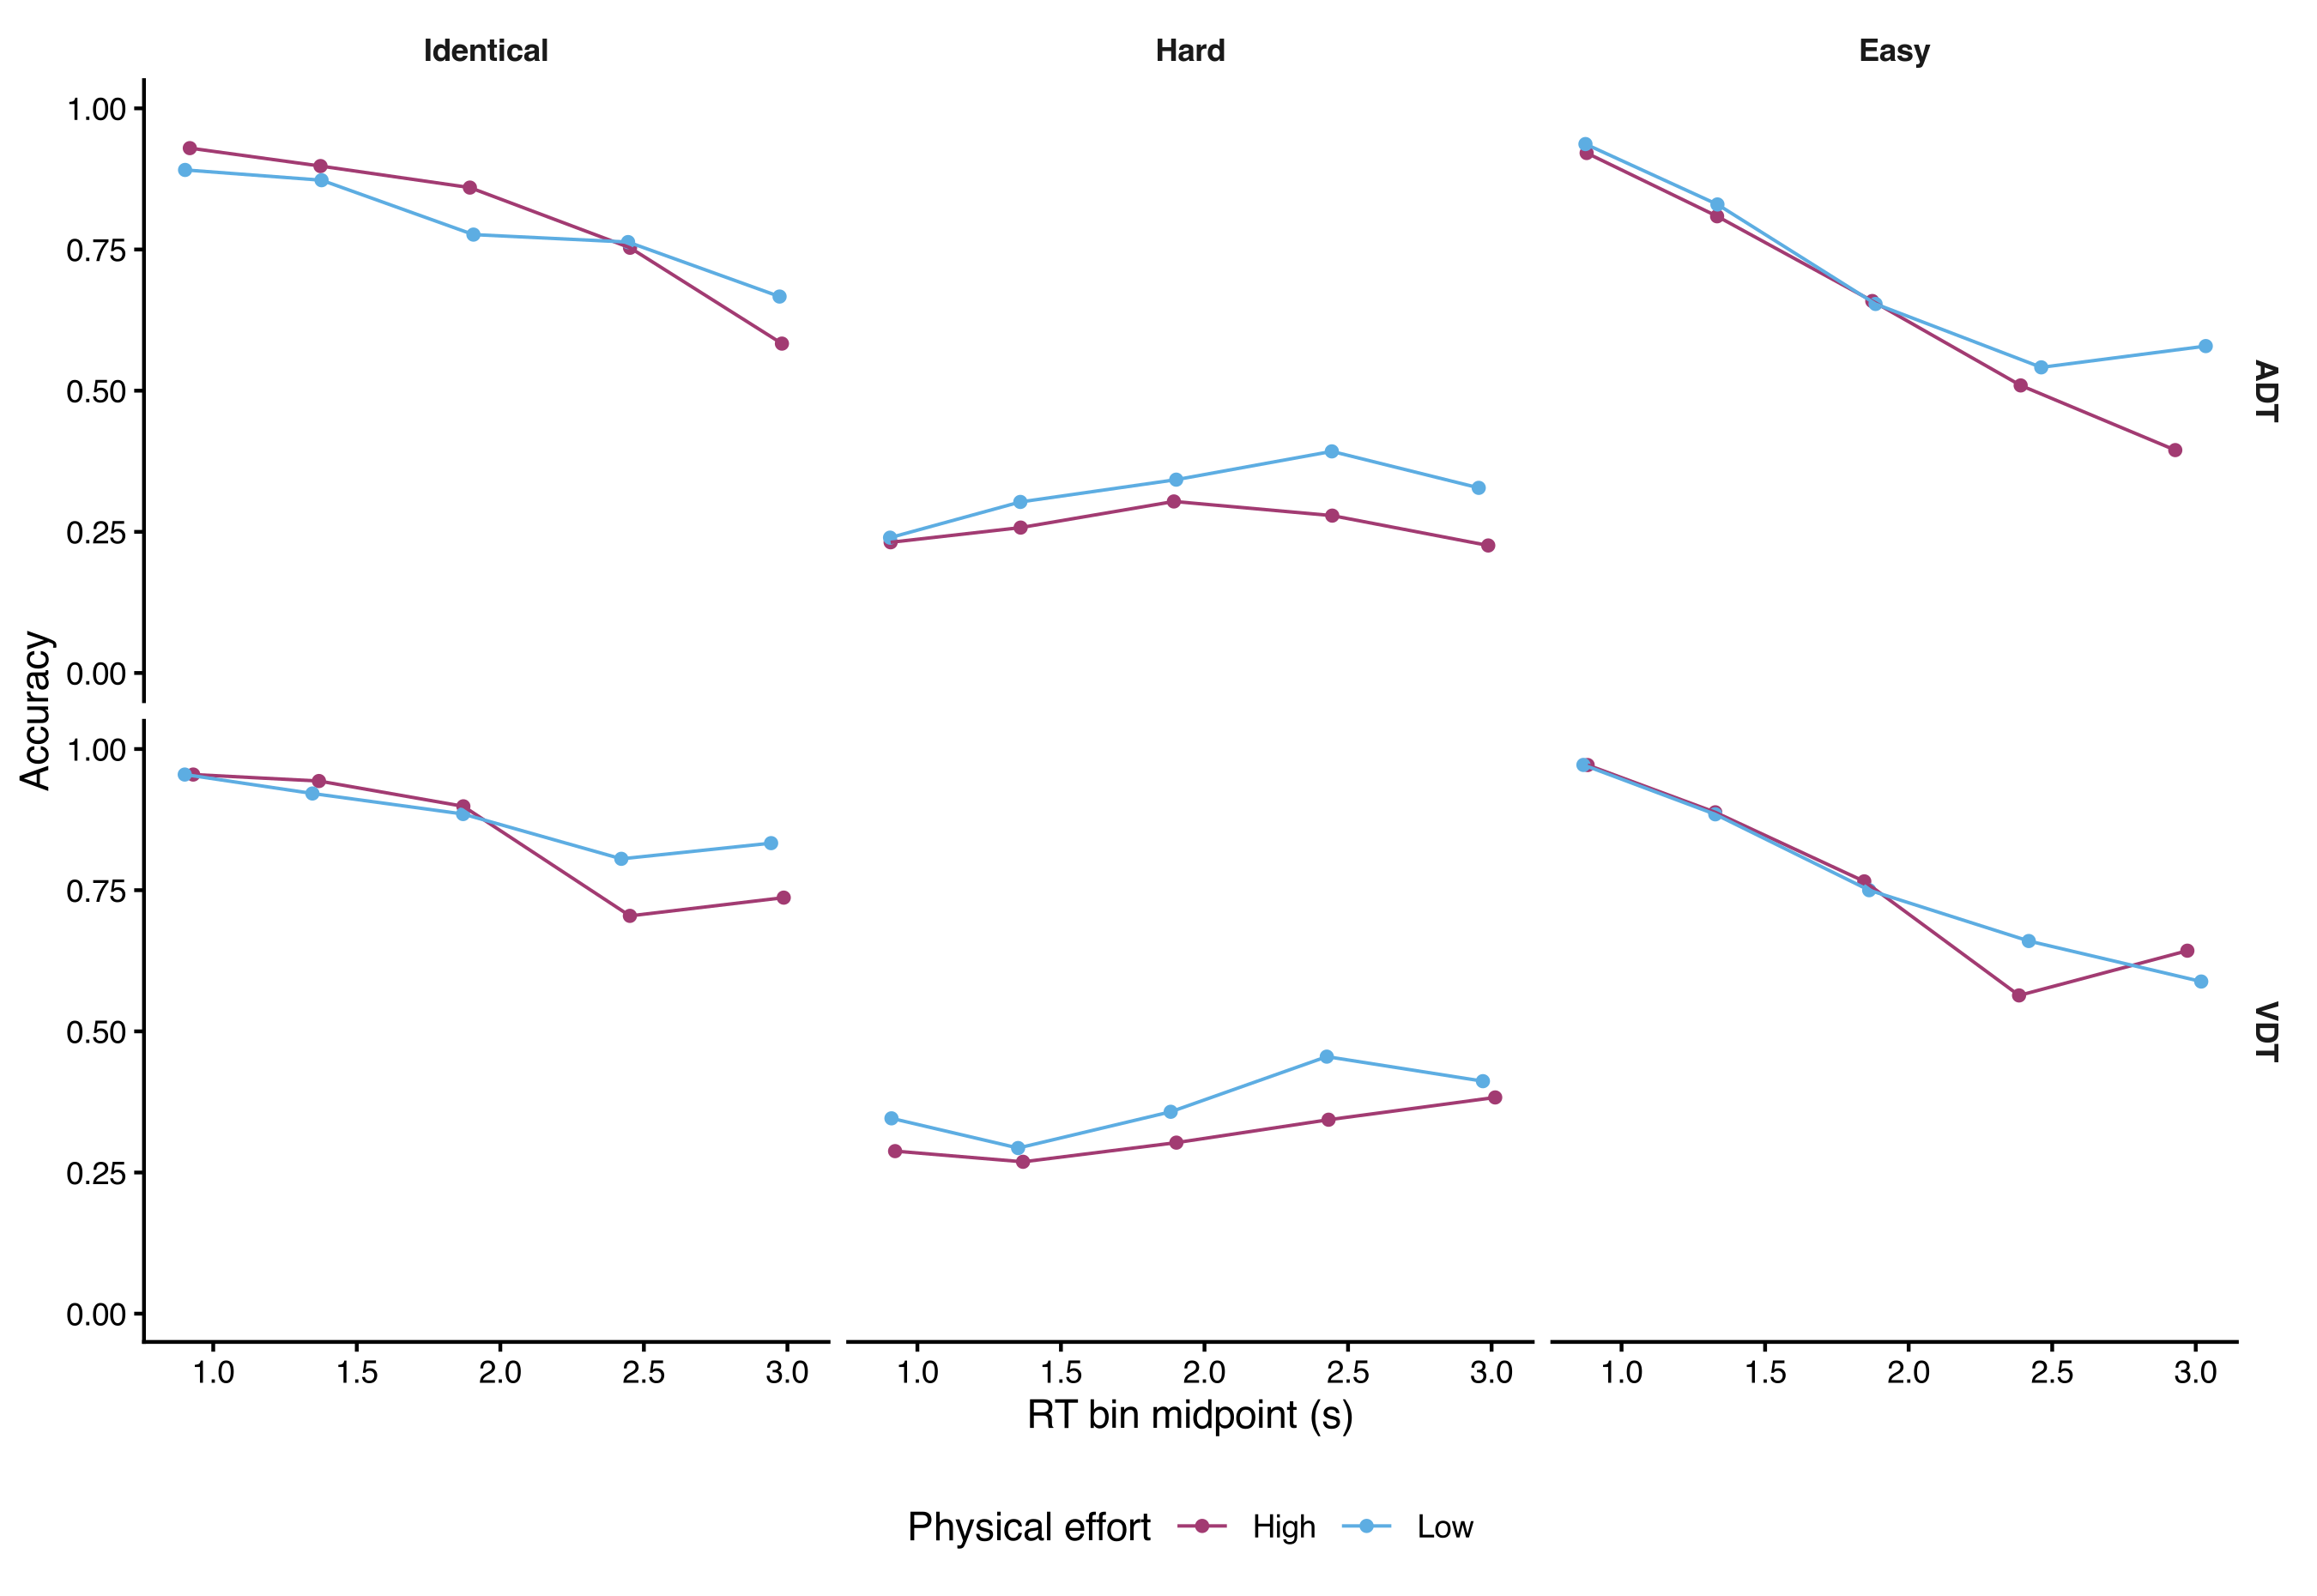 Identical Hard Easy
1.00
0.75
0.50
0.25
0.00
ADT
Accuracy
1.00
0.75
0.50
0.25
0.00
VDT
1.0 1.5 2.0 2.5 3.0 1.0 1.5 2.0 2.5 3.0 1.0 1.5 2.0 2.5 3.0
RT bin midpoint (s)
Physical effort High Low